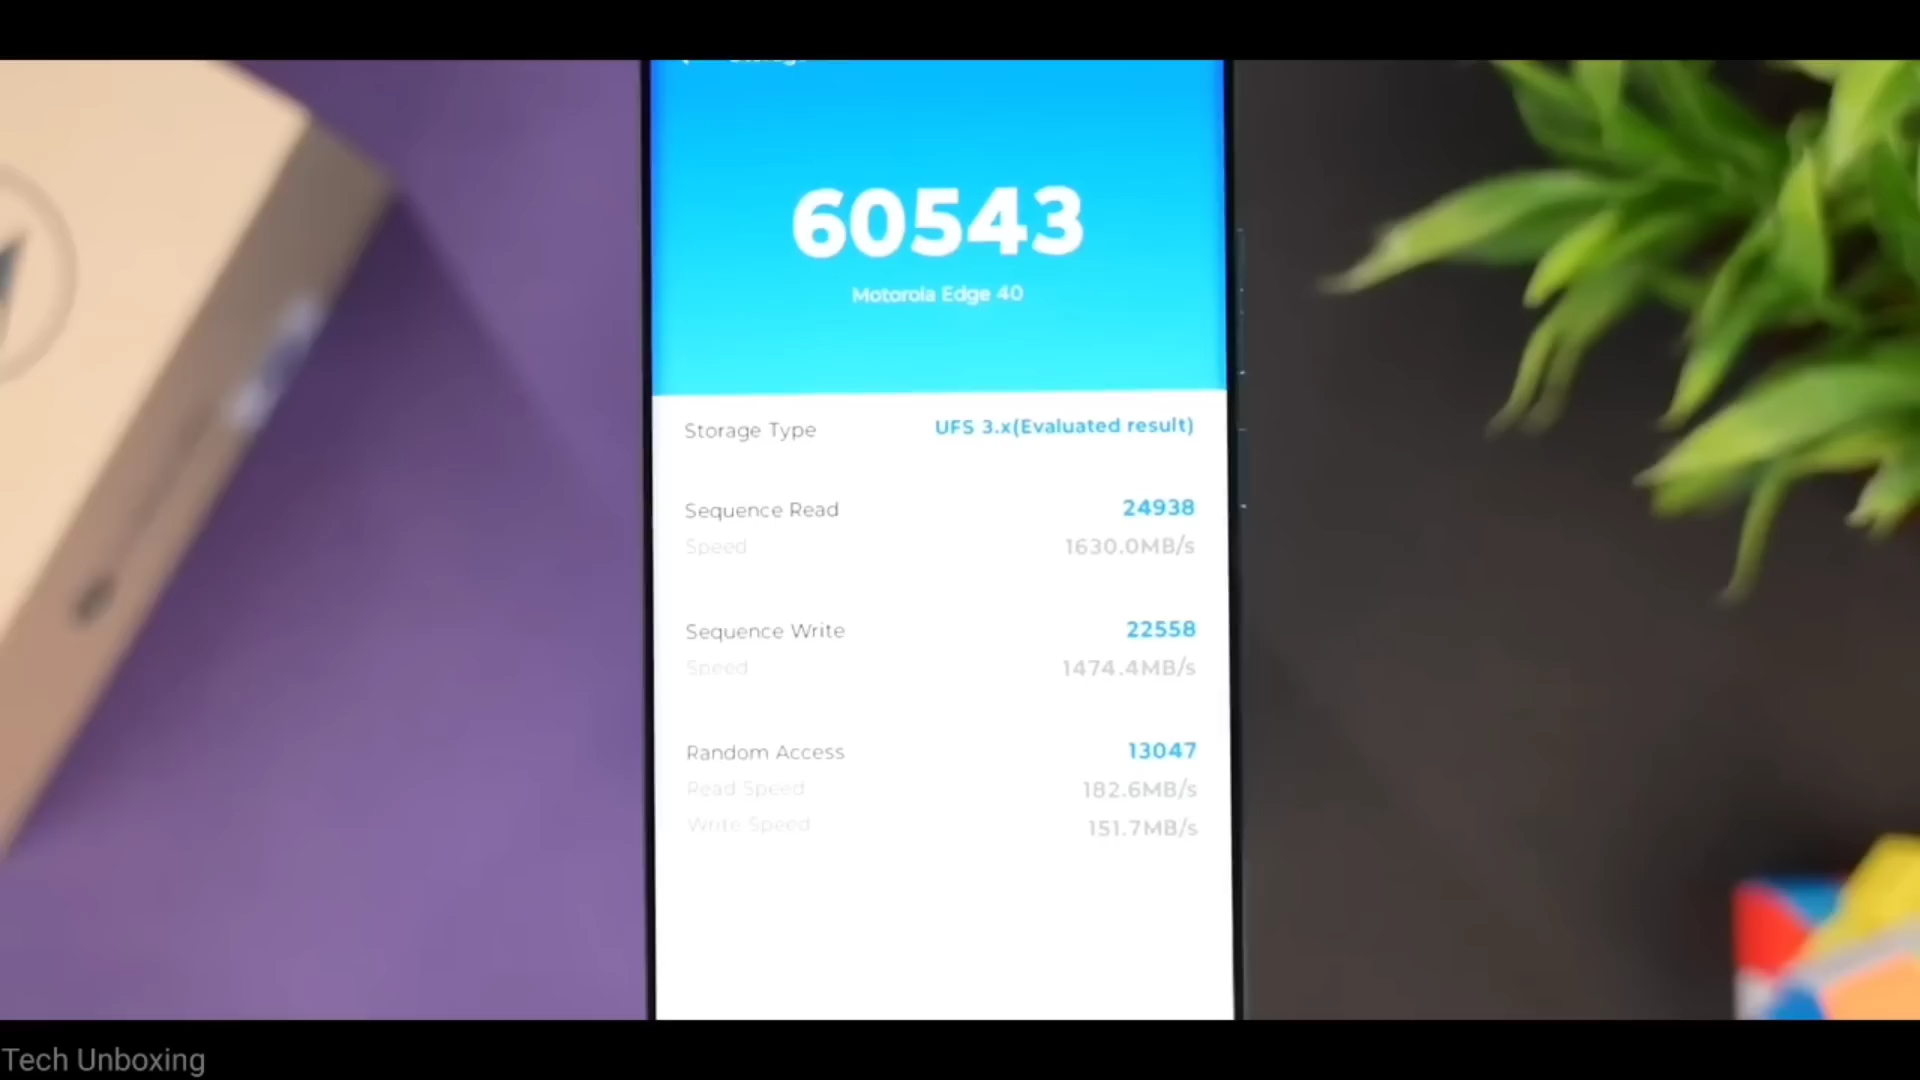 60543
Motorola Edge 40
Storage Type UFS 3.x(Evaluated result)
Sequence Read 24938
Speed 1630.0MB/s
Sequence Write 22558
Speed 1474.4MB/s
Random Access 13047
Read Speed 182.6MB/s
Write Speed 151.7MB/s
Tech Unboxing